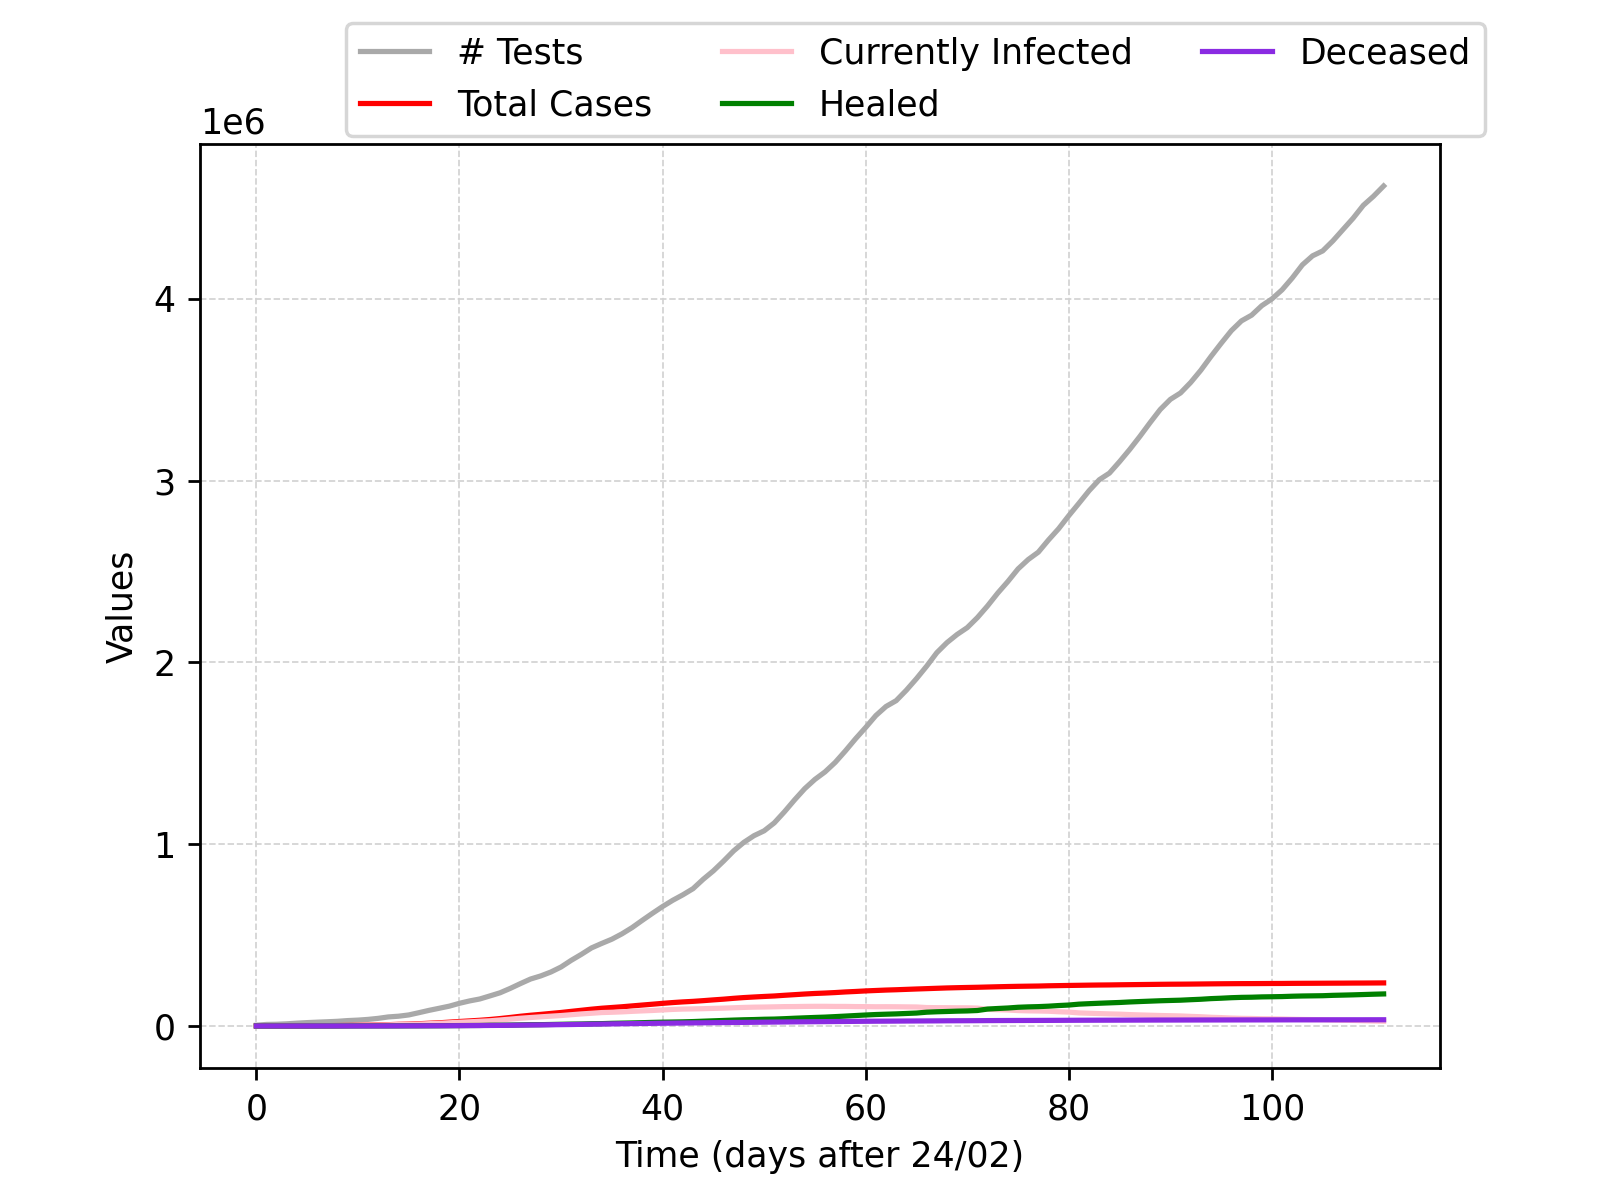 # Tests Currently Infected Deceased
Total Cases Healed
1e6
4
3
2
1
0
Values
0 20 40 60 80 100
Time (days after 24/02)